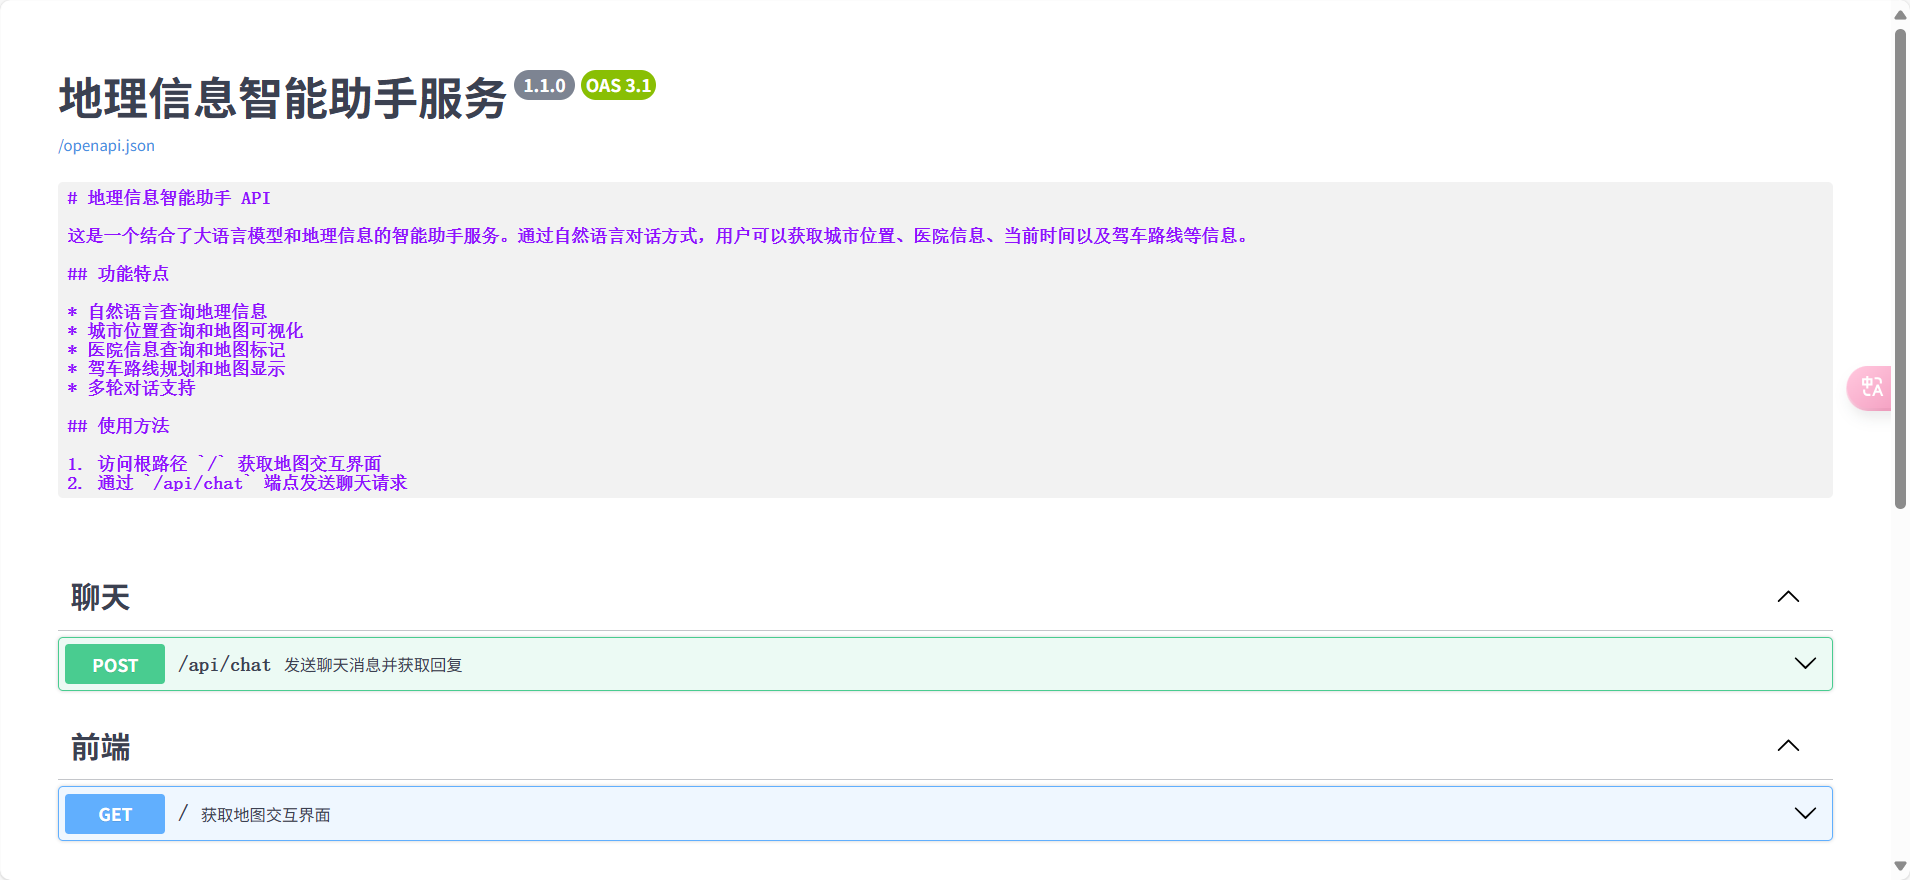 地理信息智能助手服务 1.1.0 OAS 3.1
/openapi.json
# 地理信息智能助手 API
这是一个结合了大语言模型和地理信息的智能助手服务。通过自然语言对话方式，用户可以获取城市位置、医院信息、当前时间以及驾车路线等信息。
## 功能特点
* 自然语言查询地理信息
* 城市位置查询和地图可视化
* 医院信息查询和地图标记
* 驾车路线规划和地图显示
* 多轮对话支持
## 使用方法
1. 访问根路径 `/` 获取地图交互界面
2. 通过 `/api/chat` 端点发送聊天请求
聊天
POST /api/chat 发送聊天消息并获取回复
前端
GET / 获取地图交互界面